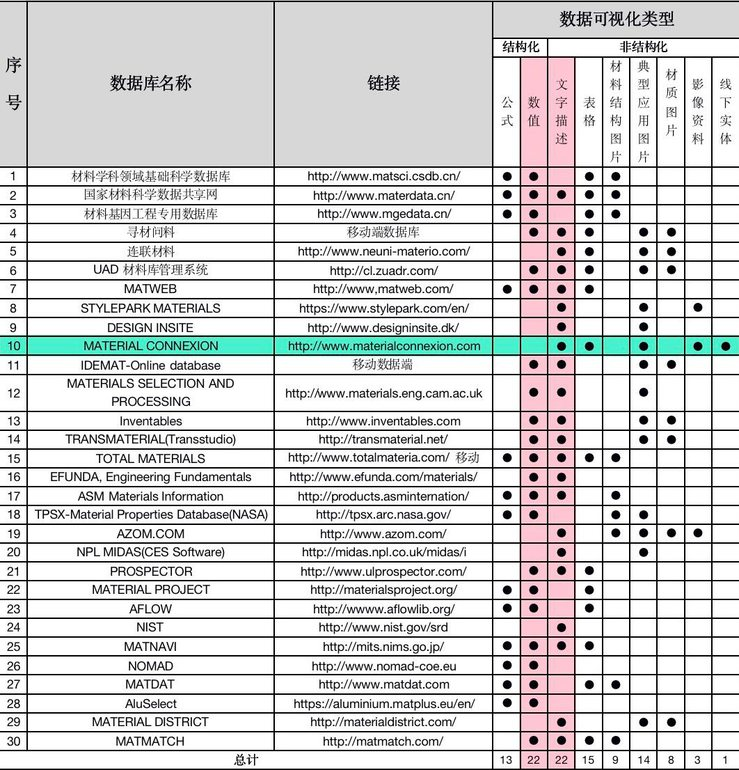 数据可视化类型
结构化 非结构化
序号 数据库名称 链接 公式 数值 文字描述 表格 材料结构图片 典型应用图片 材质图片 影像资料 线下实体
1 材料学科领域基础科学数据库 http://www.matsci.csdb.cn/ ● ● ● ●
2 国家材料科学数据共享网 http://www.materdata.cn/ ● ● ● ● ●
3 材料基因工程专用数据库 http://www.mgedata.cn/ ● ● ● ●
4 寻材问料 移动端数据库 ● ● ● ● ●
5 连联材料 http://www.neuni-materio.com/ ● ● ● ●
6 UAD 材料库管理系统 http://cl.zuadr.com/ ● ● ● ● ●
7 MATWEB http://www,matweb.com/ ● ● ● ●
8 STYLEPARK MATERIALS https://www.stylepark.com/en/ ● ● ●
9 DESIGN INSITE http://www.designinsite.dk/ ● ●
10 MATERIAL CONNEXION http://www.materialconnexion.com ● ● ● ● ●
11 IDEMAT-Online database 移动数据端 ● ● ● ●
12 MATERIALS SELECTION AND PROCESSING http://www.materials.eng.cam.ac.uk ● ● ●
13 Inventables http://www.inventables.com ● ● ● ●
14 TRANSMATERIAL(Transstudio) http://transmaterial.net/ ● ● ● ●
15 TOTAL MATERIALS http://www.totalmateria.com/ 移动 ● ● ● ● ●
16 EFUNDA, Engineering Fundamentals http://www.efunda.com/materials/ ● ●
17 ASM Materials Information http://products.asminternation/ ● ● ● ●
18 TPSX-Material Properties Database(NASA) http://tpsx.arc.nasa.gov/ ● ● ● ●
19 AZOM.COM http://www.azom.com/ ● ● ● ● ●
20 NPL MIDAS(CES Software) http://midas.npl.co.uk/midas/i ● ●
21 PROSPECTOR http://www.ulprospector.com/ ● ● ●
22 MATERIAL PROJECT http://materialsproject.org/ ● ● ●
23 AFLOW http://wwww.aflowlib.org/ ● ● ●
24 NIST http://www.nist.gov/srd ●
25 MATNAVI http://mits.nims.go.jp/ ● ● ● ●
26 NOMAD http://www.nomad-coe.eu ● ●
27 MATDAT http://www.matdat.com ● ● ● ●
28 AluSelect https://aluminium.matplus.eu/en/ ● ●
29 MATERIAL DISTRICT http://materialdistrict.com/ ● ● ●
30 MATMATCH http://matmatch.com/ ● ● ● ●
总计 13 22 22 15 9 14 8 3 1